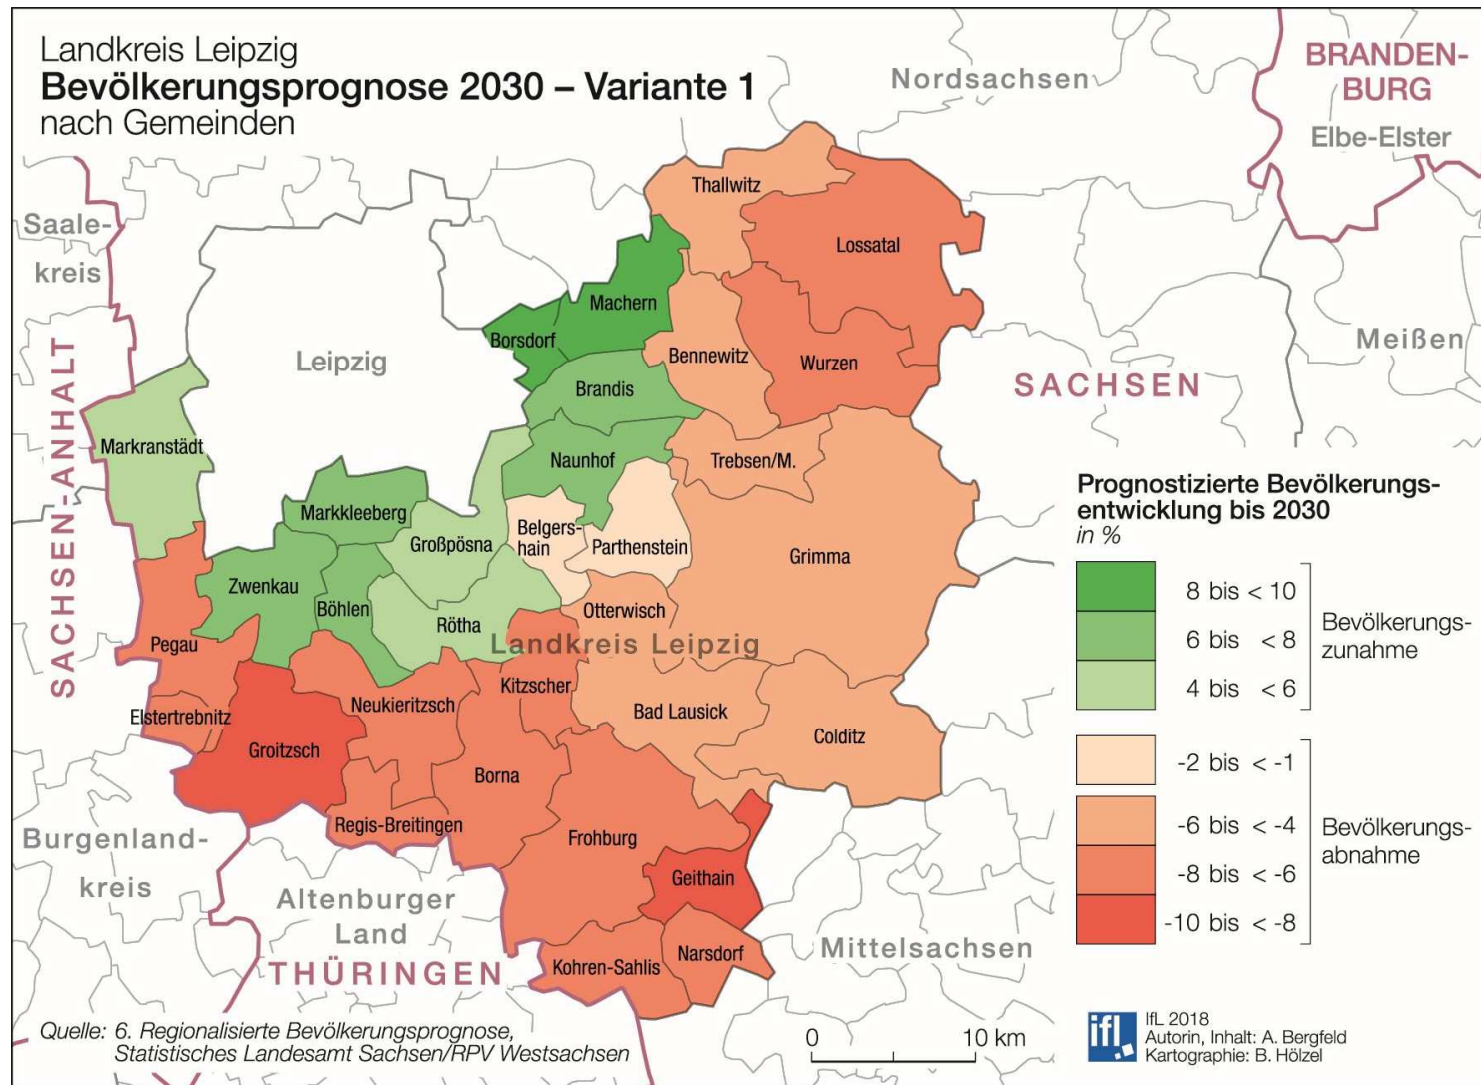 Landkreis Leipzig
Bevölkerungsprognose 2030 – Variante 1
nach Gemeinden
Nordsachsen
BRANDEN-
BURG
Elbe-Elster
Saale-
kreis
Thallwitz
Lossatal
Machern
Borsdorf
Leipzig
Bennewitz
Wurzen
Meißen
SACHSEN
Brandis
SACHSEN-ANHALT
Markranstädt
Naunhof
Trebsen/M.
Markkleeberg
Großpösna
Belgers-
hain
Parthenstein
Grimma
Zwenkau
Böhlen
Rötha
Otterwisch
Landkreis Leipzig
Pegau
Kitzscher
Elstertrebnitz
Neukieritzsch
Bad Lausick
Colditz
Groitzsch
Borna
Regis-Breitingen
Frohburg
Geithain
Burgenland-
kreis
Altenburger
Land
THÜRINGEN
Kohren-Sahlis
Narsdorf
Mittelsachsen
Prognostizierte Bevölkerungs-
entwicklung bis 2030
in %
8 bis < 10
6 bis < 8
4 bis < 6
Bevölkerungs-
zunahme
-2 bis < -1
-6 bis < -4
-8 bis < -6
-10 bis < -8
Bevölkerungs-
abnahme
Quelle: 6. Regionalisierte Bevölkerungsprognose,
Statistisches Landesamt Sachsen/RPV Westsachsen
0 10 km
ifl
IfL 2018
Autorin, Inhalt: A. Bergfeld
Kartographie: B. Hölzel